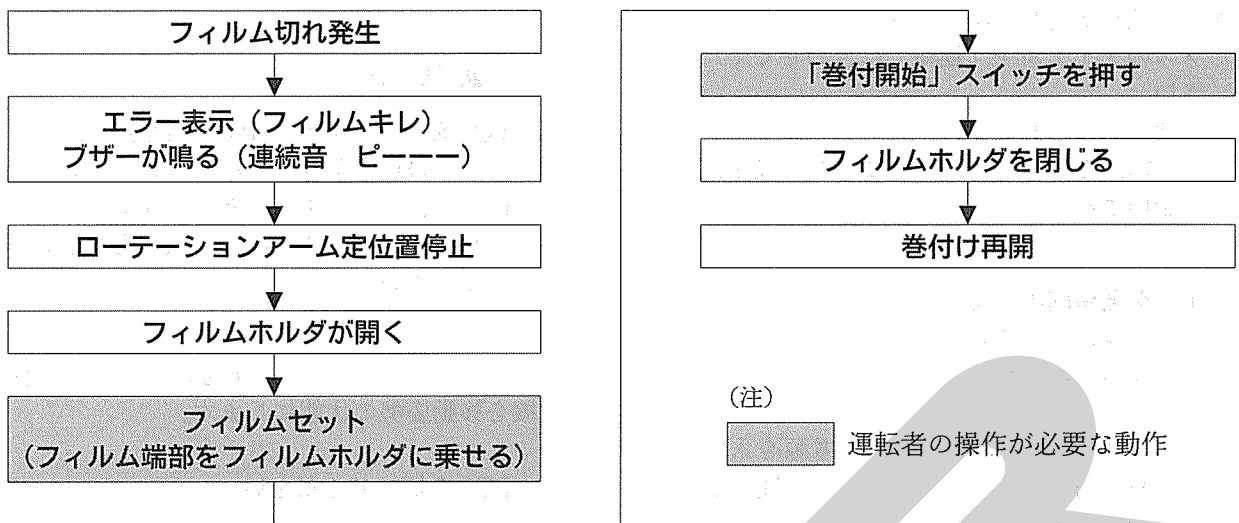 フィルム切れ発生
エラー表示（フィルムキレ）
ブザーが鳴る（連続音　ピーーー）
ローテーションアーム定位置停止
フィルムホルダが開く
フィルムセット
（フィルム端部をフィルムホルダに乗せる）
「巻付開始」スイッチを押す
フィルムホルダを閉じる
巻付け再開
（注）
運転者の操作が必要な動作